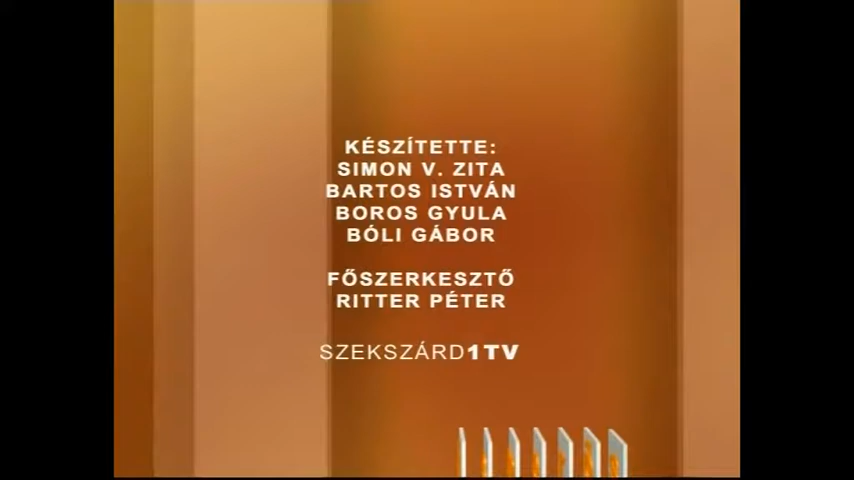 KÉSZÍTETTE:
SIMON V. ZITA
BARTOS ISTVÁN
BOROS GYULA
BÓLI GÁBOR
FŐSZERKESZTŐ
RITTER PÉTER
SZEKSZÁRD1TV